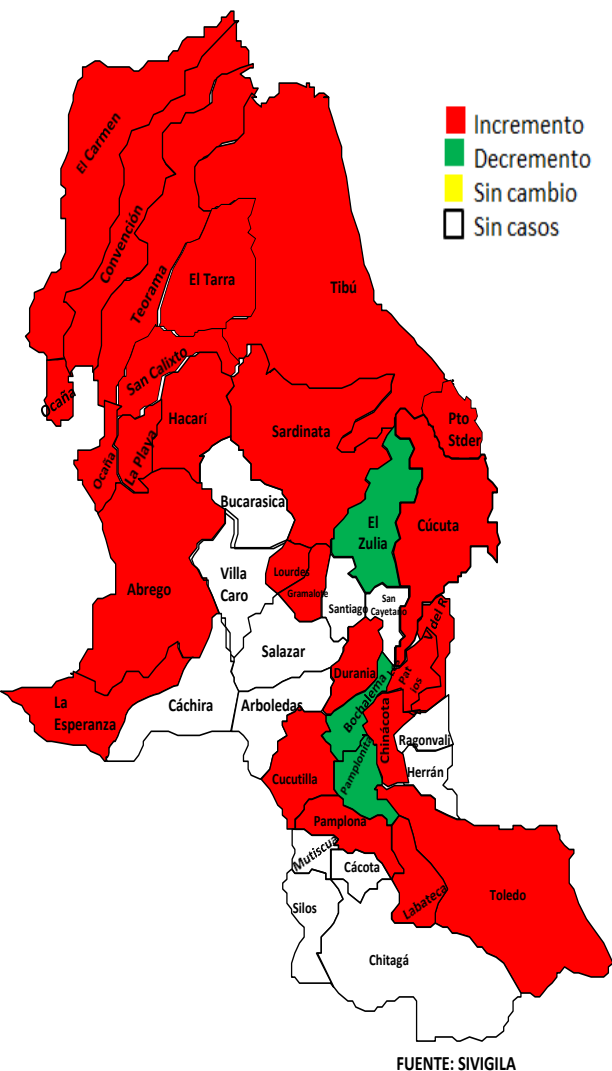 Incremento
Decremento
Sin cambio
Sin casos
El Carmen
Convención
Teorama
El Tarra
Tibú
San Calixto
Ocaña
Hacarí
La Playa
Ocaña
Sardinata
Pto
Stder
Bucarasica
El
Zulia
Cúcuta
Abrego
Villa
Caro
Lourdes
Gramalote
Santiago
San
Cayetano
V/del R
Salazar
Durania
Pat
ios
La
Esperanza
Cáchira
Arboledas
Bochalema
Chinácota
Ragonvali
Herrán
Pamplonita
Cucutilla
Pamplona
Mutiscua
Cácota
Labateca
Toledo
Silos
Chitagá
FUENTE: SIVIGILA